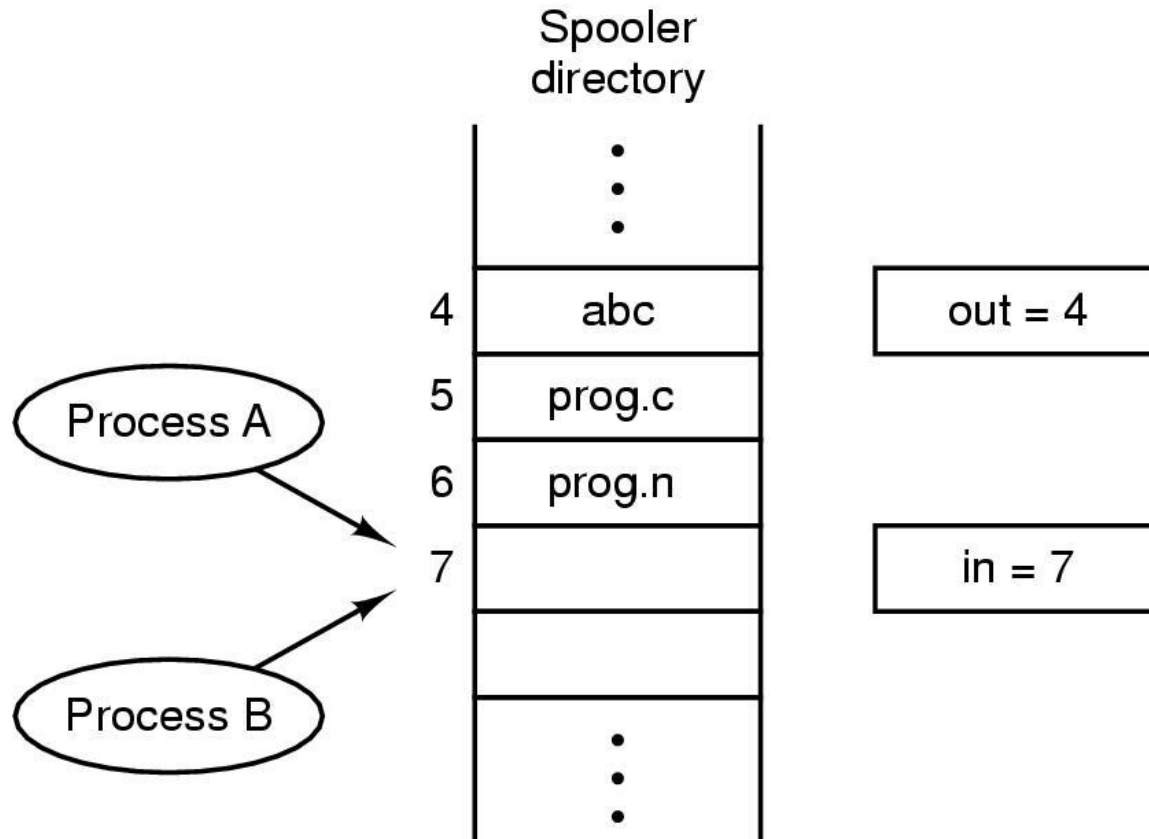 Spooler
directory
4 abc out = 4
Process A
5 prog.c
6 prog.n
7 in = 7
Process B